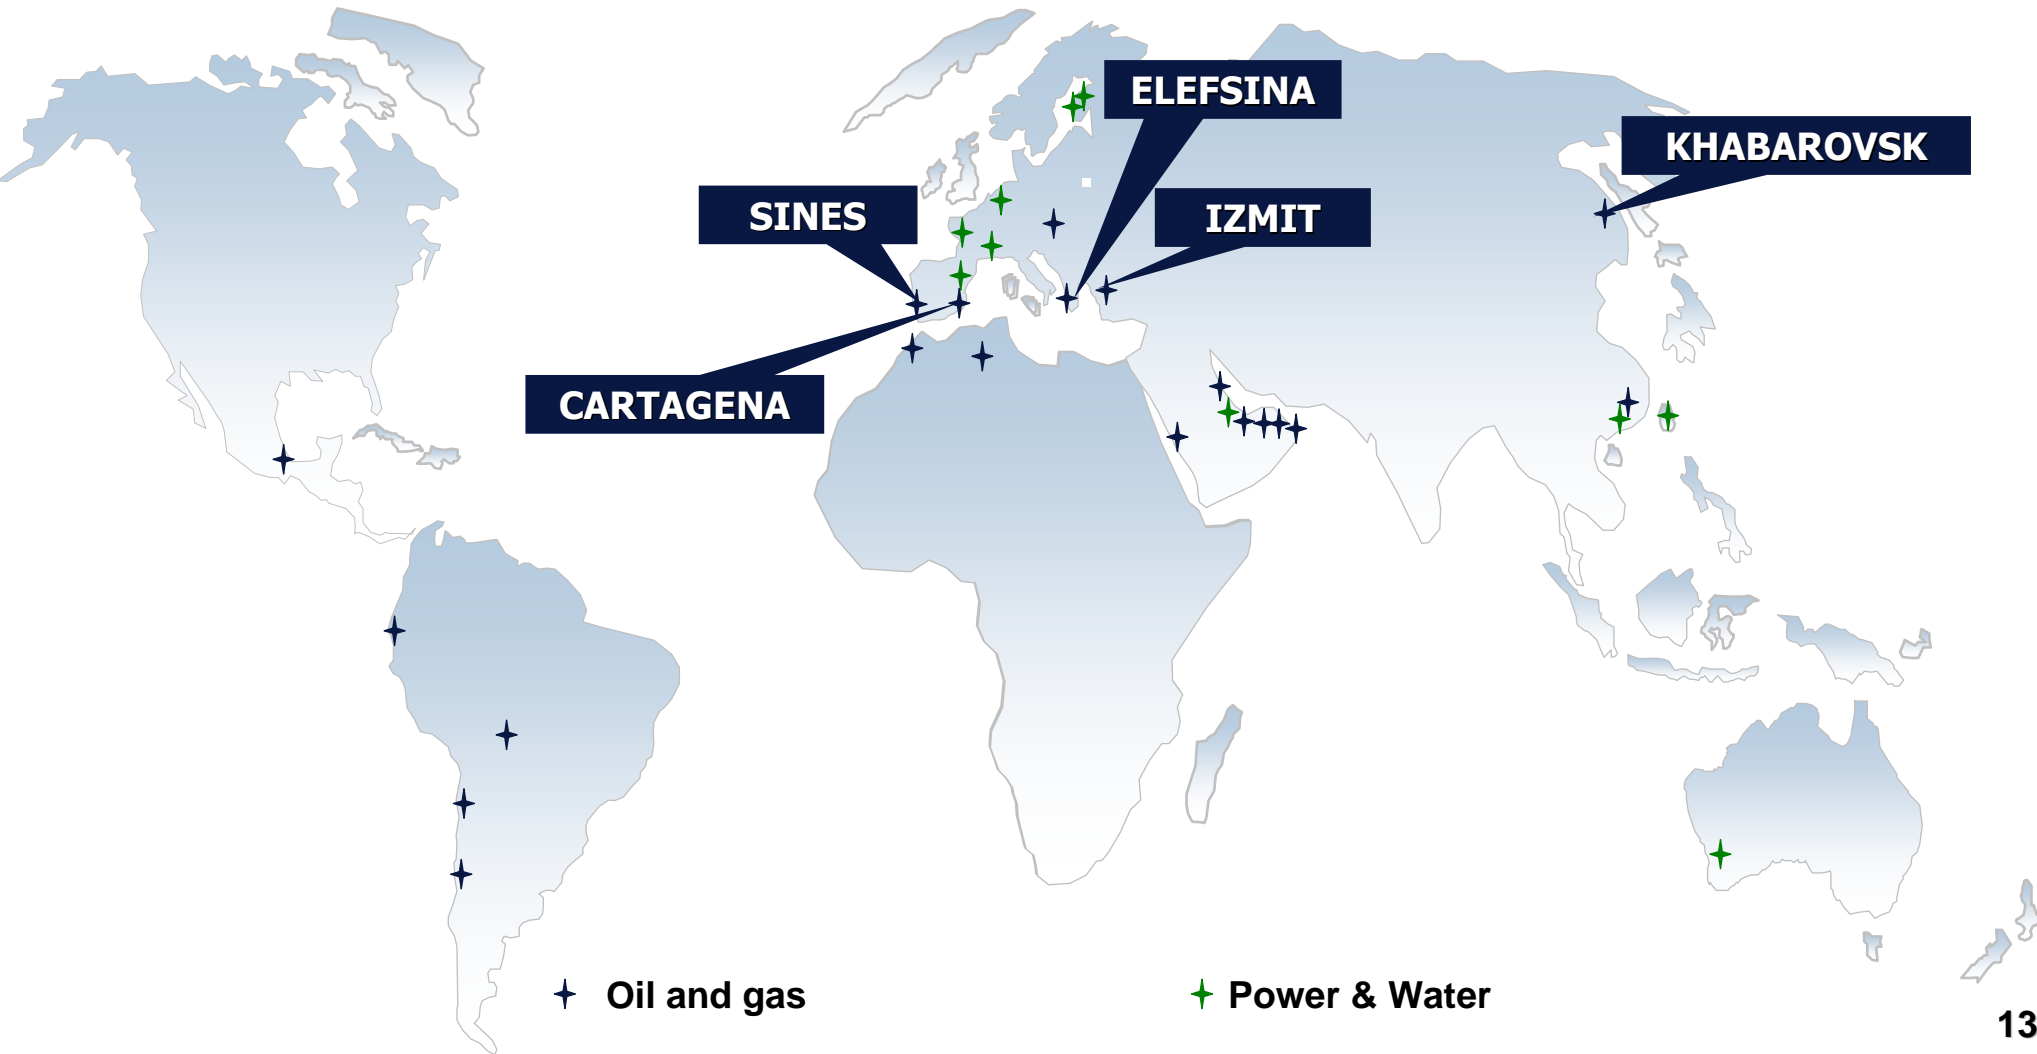 ELEFSINA
KHABAROVSK
SINES
IZMIT
CARTAGENA
Oil and gas
Power & Water
13